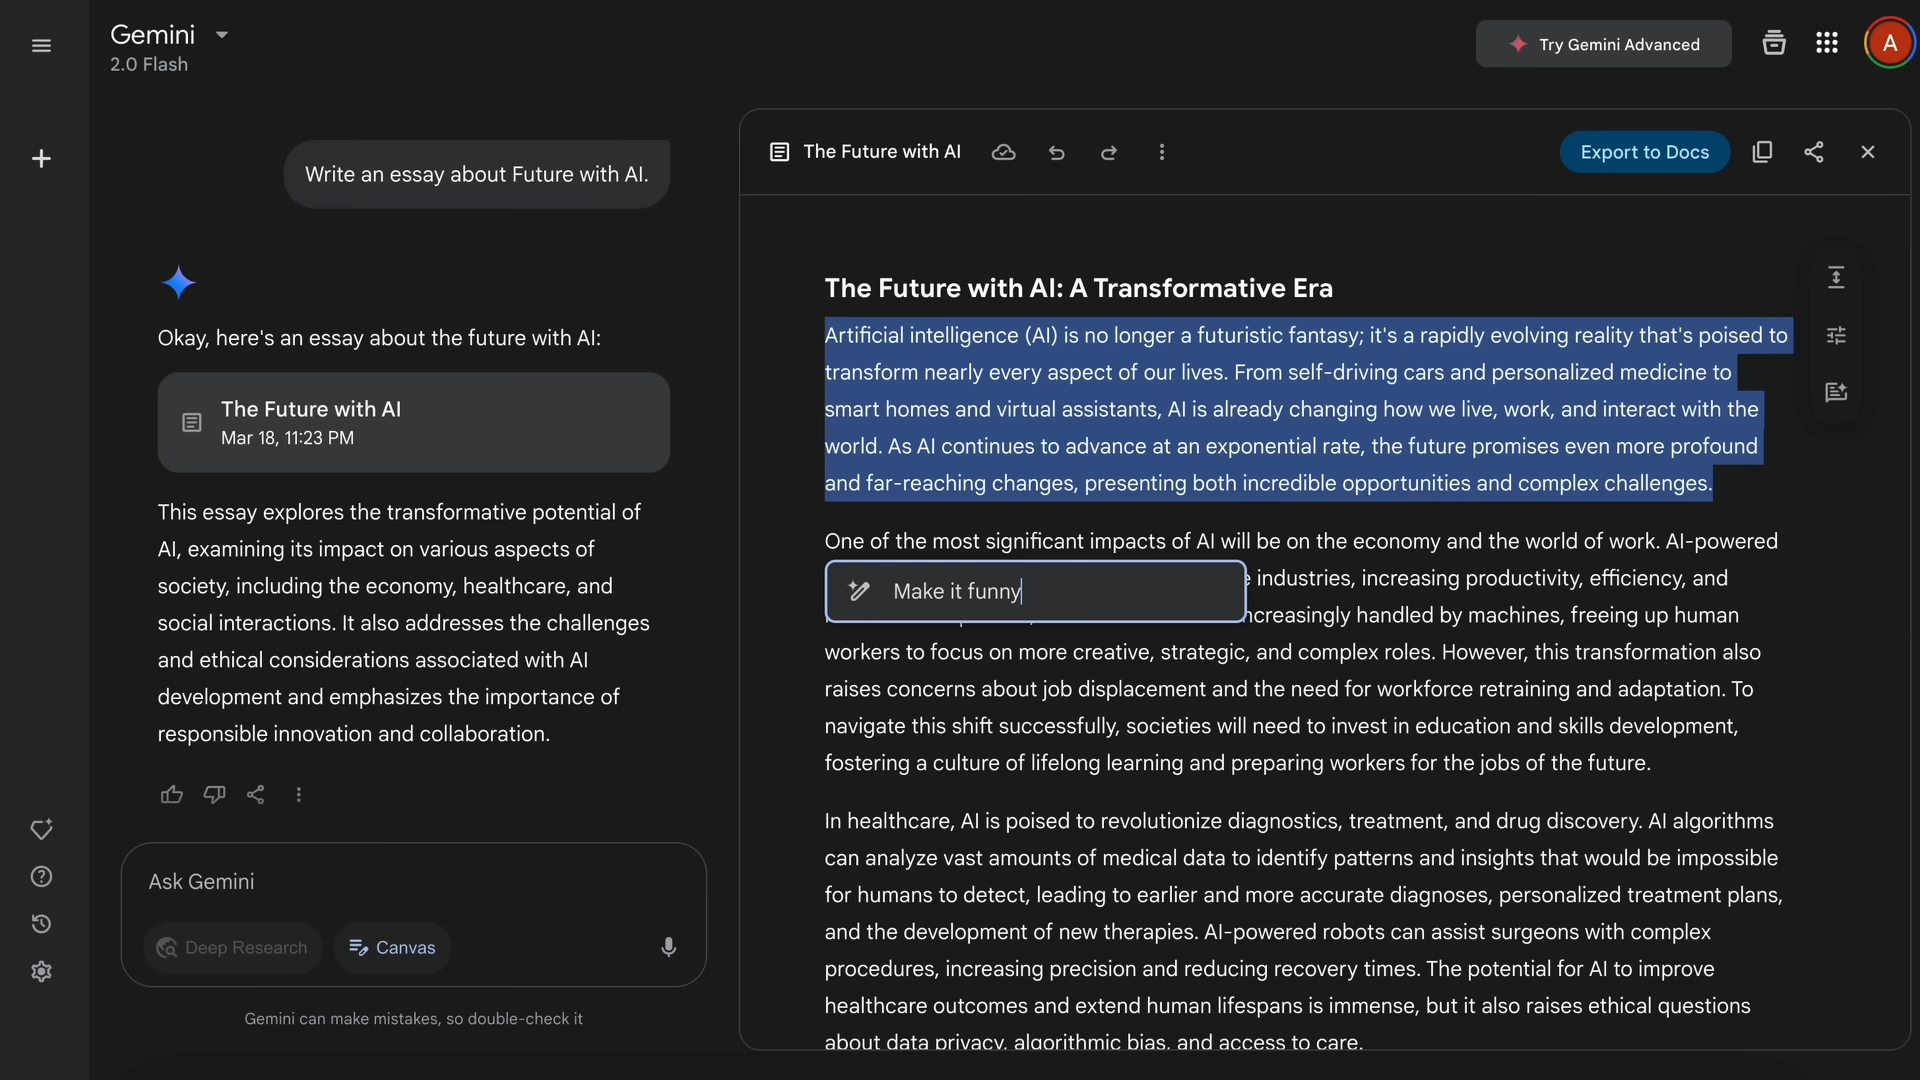 Gemini
2.0 Flash
Try Gemini Advanced
A
Write an essay about Future with AI.
Okay, here's an essay about the future with AI:
The Future with AI
Mar 18, 11:23 PM
This essay explores the transformative potential of
AI, examining its impact on various aspects of
society, including the economy, healthcare, and
social interactions. It also addresses the challenges
and ethical considerations associated with AI
development and emphasizes the importance of
responsible innovation and collaboration.
Ask Gemini
Deep Research
Canvas
Gemini can make mistakes, so double-check it
The Future with AI
Export to Docs
The Future with AI: A Transformative Era
Artificial intelligence (AI) is no longer a futuristic fantasy; it's a rapidly evolving reality that's poised to
transform nearly every aspect of our lives. From self-driving cars and personalized medicine to
smart homes and virtual assistants, AI is already changing how we live, work, and interact with the
world. As AI continues to advance at an exponential rate, the future promises even more profound
and far-reaching changes, presenting both incredible opportunities and complex challenges.
One of the most significant impacts of AI will be on the economy and the world of work. AI-powered
industries, increasing productivity, efficiency, and
Make it funny
increasingly handled by machines, freeing up human
workers to focus on more creative, strategic, and complex roles. However, this transformation also
raises concerns about job displacement and the need for workforce retraining and adaptation. To
navigate this shift successfully, societies will need to invest in education and skills development,
fostering a culture of lifelong learning and preparing workers for the jobs of the future.
In healthcare, AI is poised to revolutionize diagnostics, treatment, and drug discovery. AI algorithms
can analyze vast amounts of medical data to identify patterns and insights that would be impossible
for humans to detect, leading to earlier and more accurate diagnoses, personalized treatment plans,
and the development of new therapies. AI-powered robots can assist surgeons with complex
procedures, increasing precision and reducing recovery times. The potential for AI to improve
healthcare outcomes and extend human lifespans is immense, but it also raises ethical questions
about data privacy, algorithmic bias, and access to care.